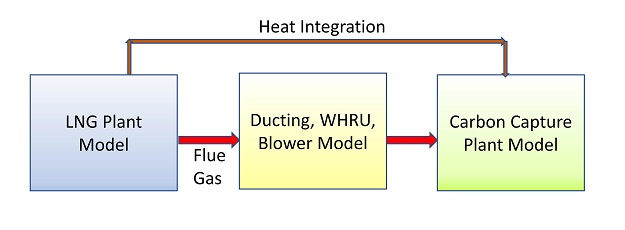 Heat Integration
LNG Plant
Model
Flue
Gas
Ducting, WHRU,
Blower Model
Carbon Capture
Plant Model